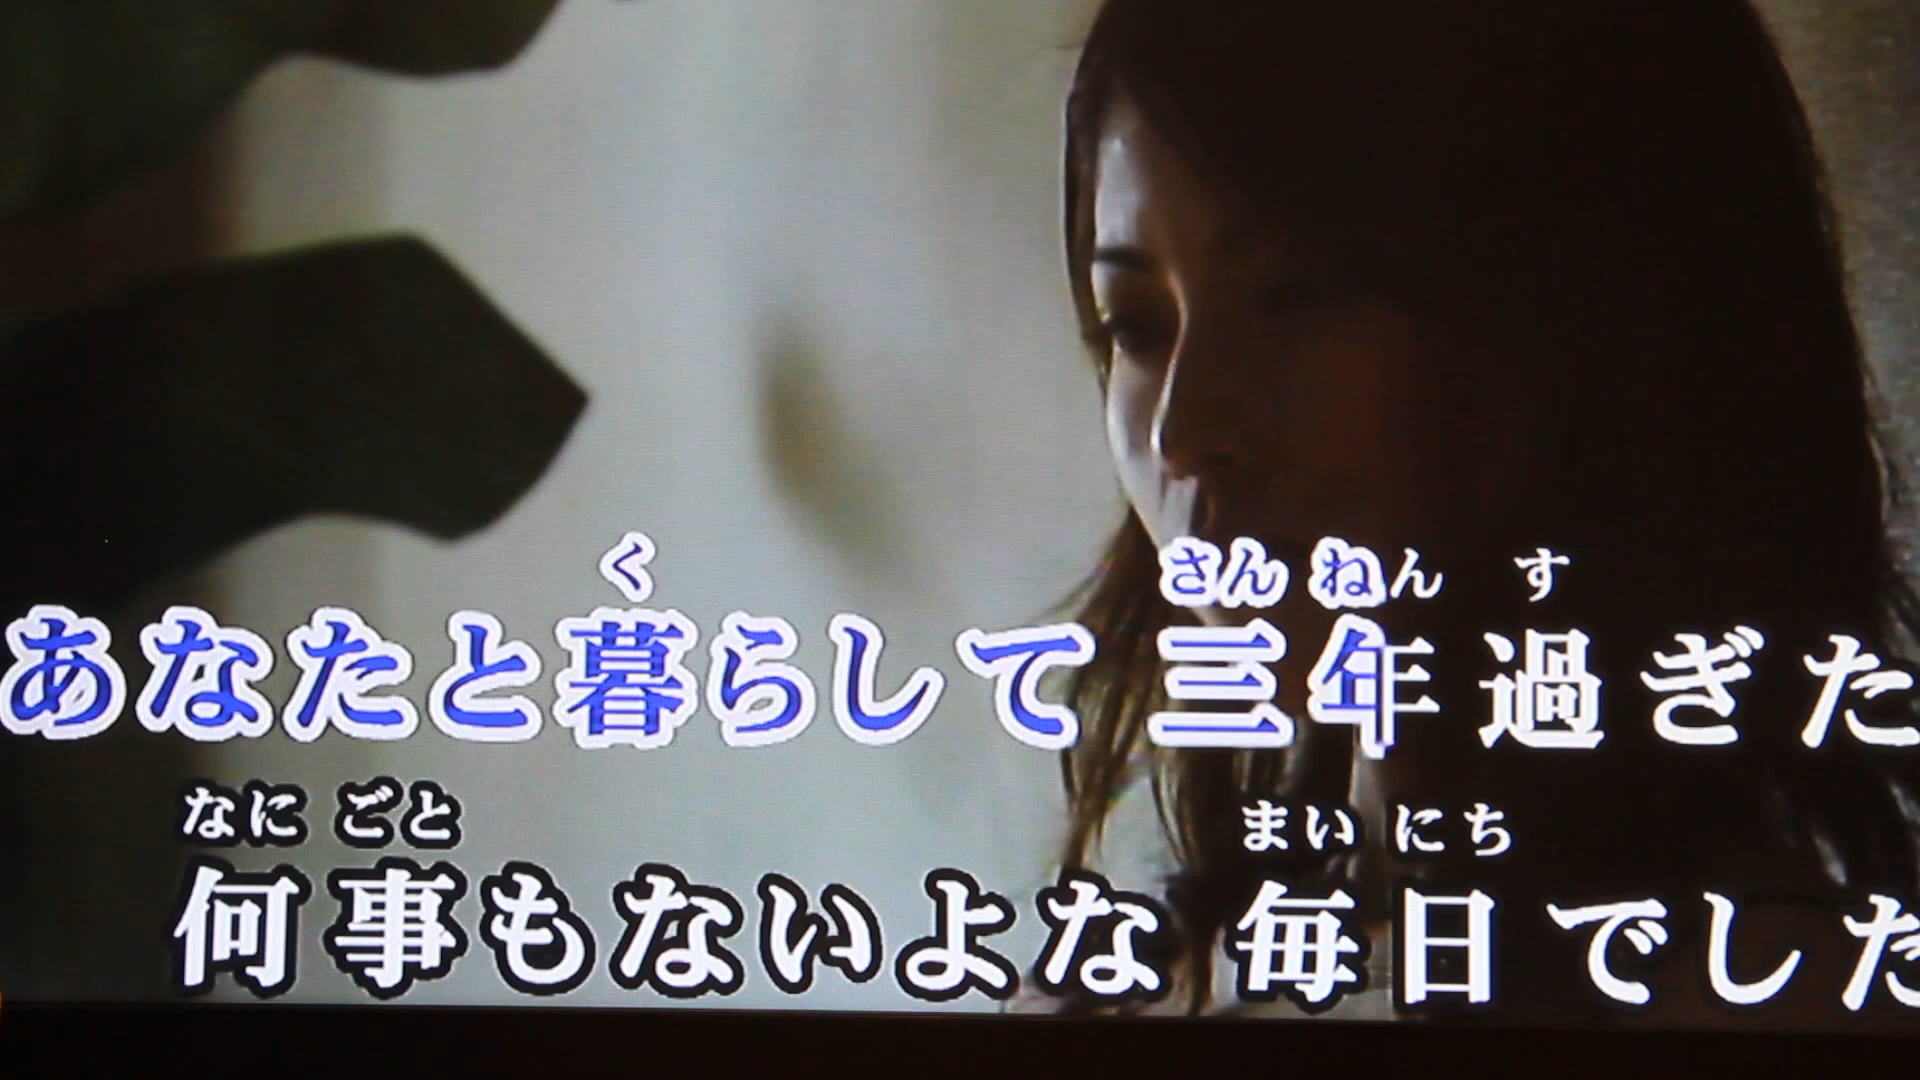 く さん ねん す
あなたと暮らして 三年 過ぎた
なに ごと まい にち
何事もないよな 毎日でした